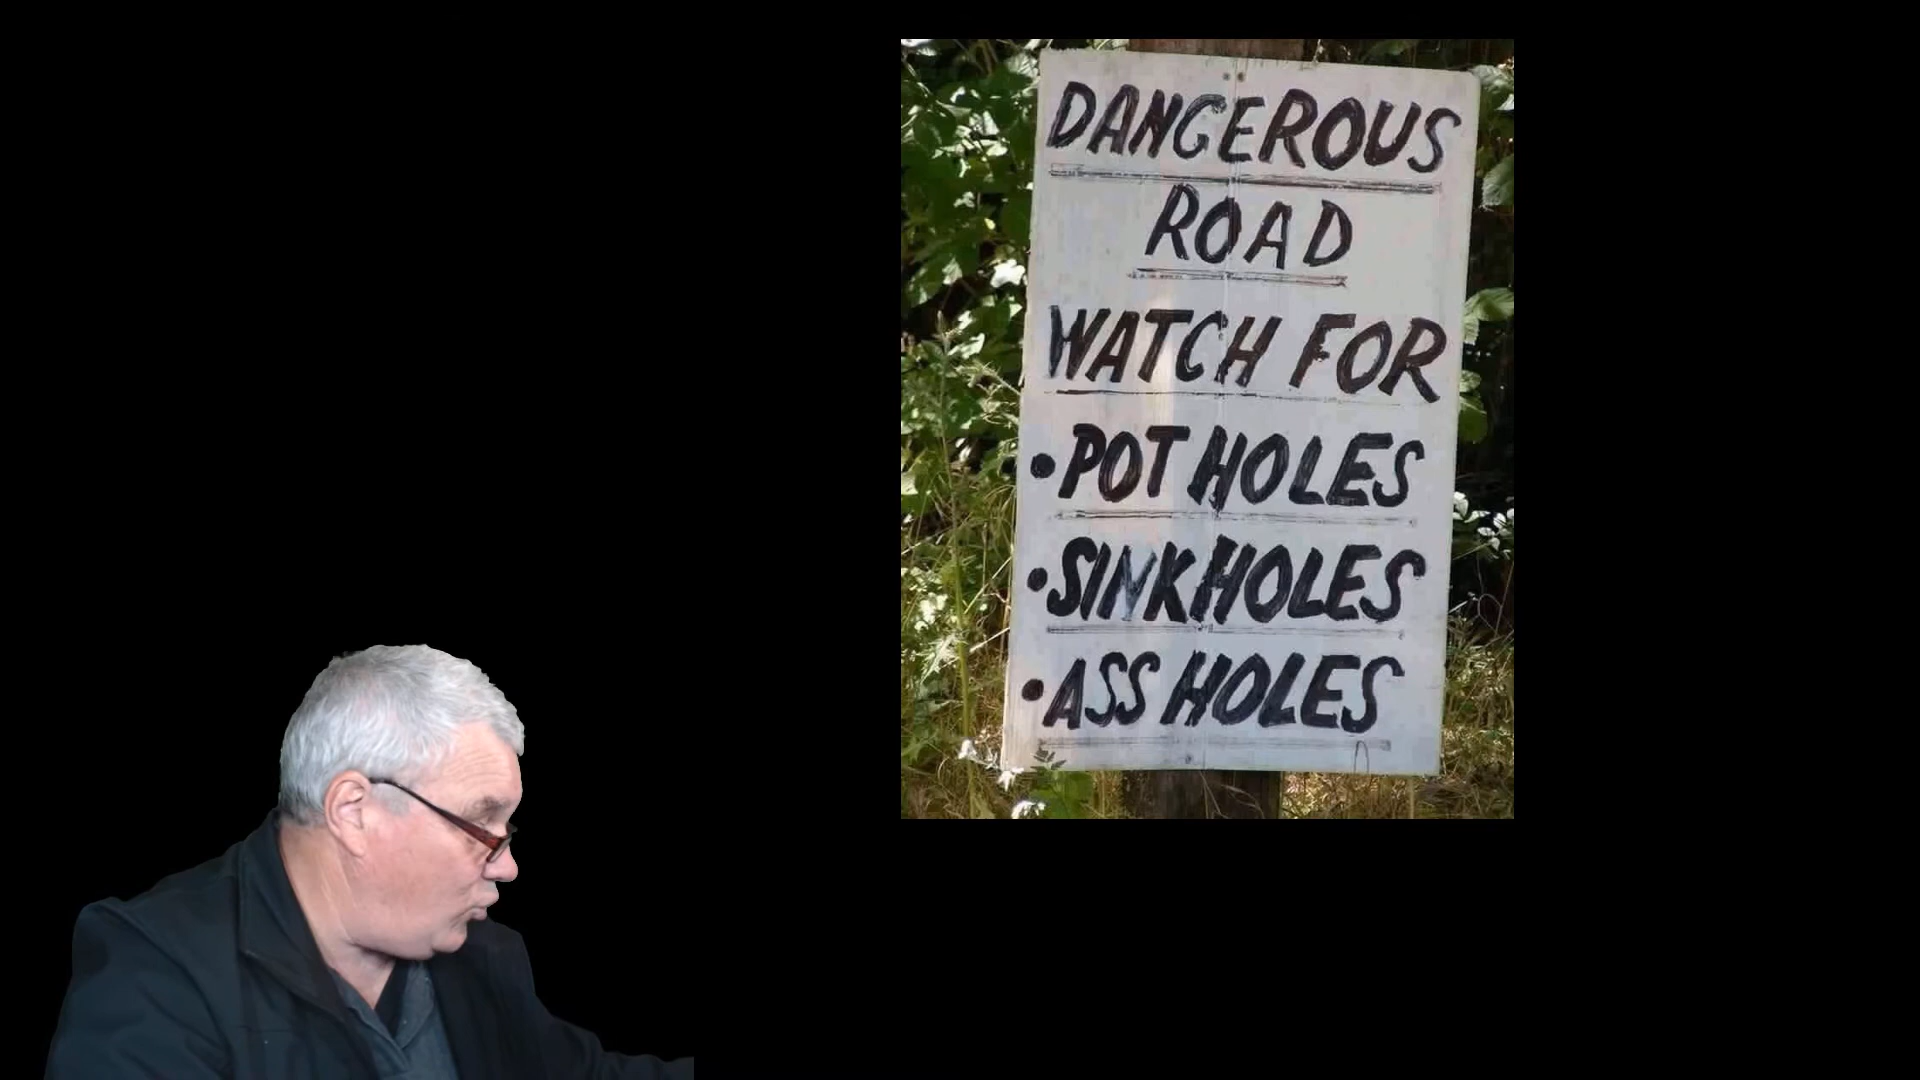 DANGEROUS
ROAD
WATCH FOR
•POT HOLES
•SINKHOLES
•ASS HOLES